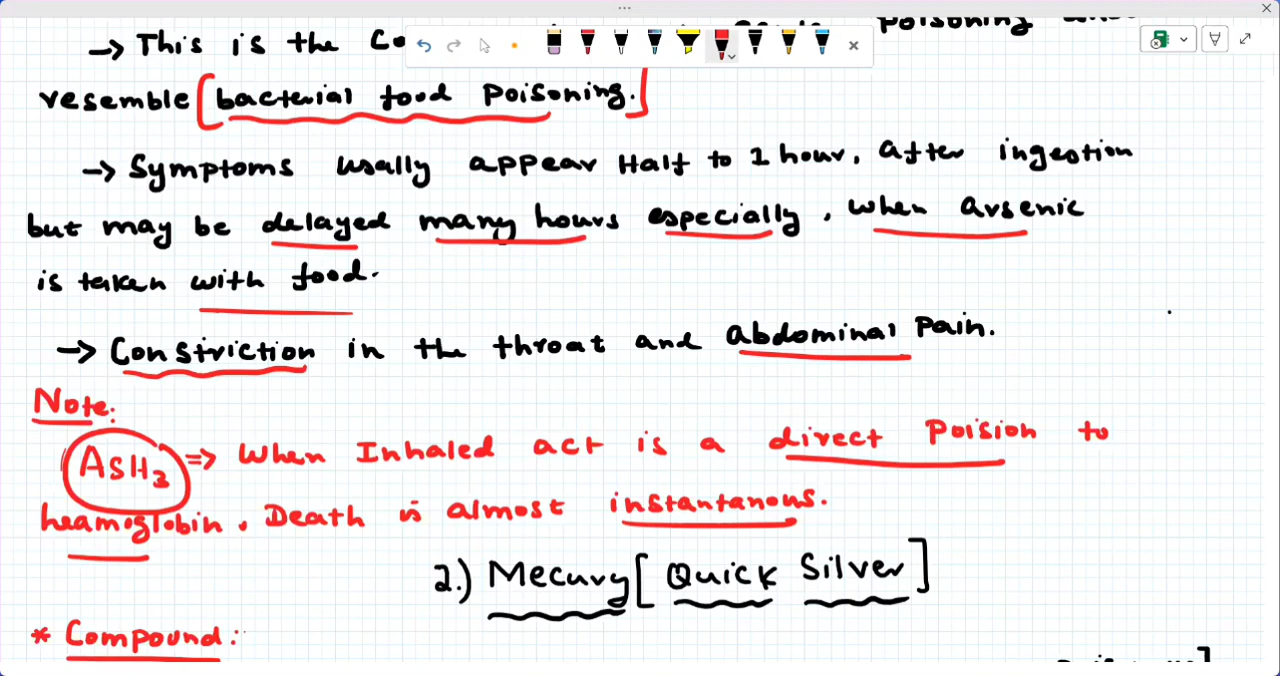 → This is the poisoning
resemble [bacterial food Poisoning.]
→ Symptoms usally appear Half to 1 hour, after ingestion
but may be delayed many hours especially, when arsenic
is taken with food.
→ Constriction in the throat and abdominal Pain.
Note:
AsH3 => When Inhaled act is a direct Poision to
heamoglobin. Death is almost instantanous.
2.) Mecury [Quick Silver]
* Compound: